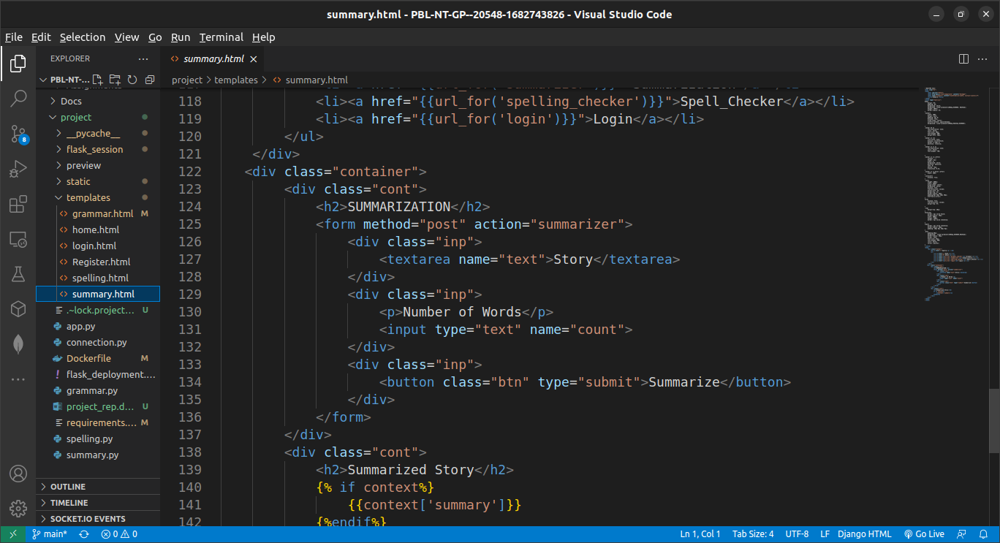 summary.html - PBL-NT-GP--20548-1682743826 - Visual Studio Code
File Edit Selection View Go Run Terminal Help
EXPLORER
summary.html
PBL-NT-...
project > templates > summary.html
Docs
project
__pycache__
flask_session
preview
static
templates
grammar.html M
home.html
login.html
Register.html
spelling.html
summary.html
.~lock.project... U
app.py
connection.py
Dockerfile M
flask_deployment....
grammar.py
project_rep.d... U
requirements.... M
spelling.py
summary.py
OUTLINE
TIMELINE
SOCKET.IO EVENTS
8
118 <li><a href="{{url_for('spelling_checker')}}">Spell_Checker</a></li>
119 <li><a href="{{url_for('login')}}">Login</a></li>
120 </ul>
121 </div>
122 <div class="container">
123 <div class="cont">
124 <h2>SUMMARIZATION</h2>
125 <form method="post" action="summarizer">
126 <div class="inp">
127 <textarea name="text">Story</textarea>
128 </div>
129 <div class="inp">
130 <p>Number of Words</p>
131 <input type="text" name="count">
132 </div>
133 <div class="inp">
134 <button class="btn" type="submit">Summarize</button>
135 </div>
136 </form>
137 </div>
138 <div class="cont">
139 <h2>Summarized Story</h2>
140 {% if context%}
141 {{context['summary']}}
142 {%endif%}
main* 0 0 Ln 1, Col 1 Tab Size: 4 UTF-8 LF Django HTML Go Live